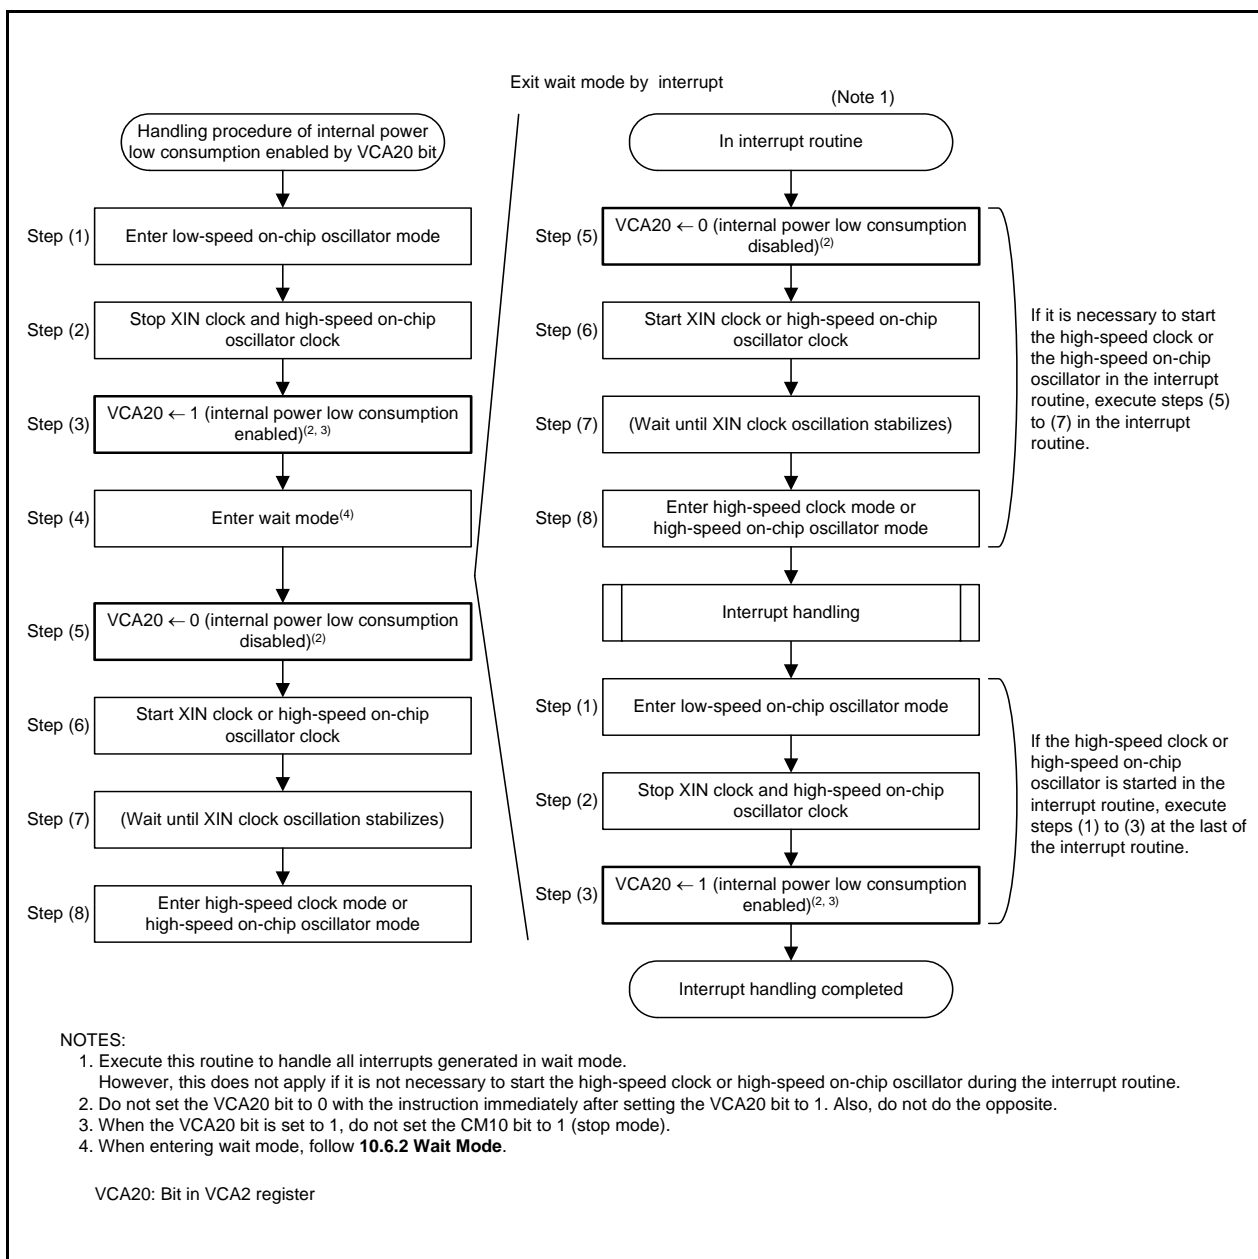 Exit wait mode by interrupt
(Note 1)
Handling procedure of internal power
low consumption enabled by VCA20 bit
Step (1)
Enter low-speed on-chip oscillator mode
Step (2)
Stop XIN clock and high-speed on-chip
oscillator clock
Step (3)
VCA20 ← 1 (internal power low consumption
enabled)(2, 3)
Step (4)
Enter wait mode(4)
Step (5)
VCA20 ← 0 (internal power low consumption
disabled)(2)
Step (6)
Start XIN clock or high-speed on-chip
oscillator clock
Step (7)
(Wait until XIN clock oscillation stabilizes)
Step (8)
Enter high-speed clock mode or
high-speed on-chip oscillator mode
In interrupt routine
Step (5)
VCA20 ← 0 (internal power low consumption
disabled)(2)
Step (6)
Start XIN clock or high-speed on-chip
oscillator clock
Step (7)
(Wait until XIN clock oscillation stabilizes)
Step (8)
Enter high-speed clock mode or
high-speed on-chip oscillator mode
If it is necessary to start
the high-speed clock or
the high-speed on-chip
oscillator in the interrupt
routine, execute steps (5)
to (7) in the interrupt
routine.
Interrupt handling
Step (1)
Enter low-speed on-chip oscillator mode
Step (2)
Stop XIN clock and high-speed on-chip
oscillator clock
Step (3)
VCA20 ← 1 (internal power low consumption
enabled)(2, 3)
If the high-speed clock or
high-speed on-chip
oscillator is started in the
interrupt routine, execute
steps (1) to (3) at the last of
the interrupt routine.
Interrupt handling completed
NOTES:
1. Execute this routine to handle all interrupts generated in wait mode.
However, this does not apply if it is not necessary to start the high-speed clock or high-speed on-chip oscillator during the interrupt routine.
2. Do not set the VCA20 bit to 0 with the instruction immediately after setting the VCA20 bit to 1. Also, do not do the opposite.
3. When the VCA20 bit is set to 1, do not set the CM10 bit to 1 (stop mode).
4. When entering wait mode, follow 10.6.2 Wait Mode.
VCA20: Bit in VCA2 register